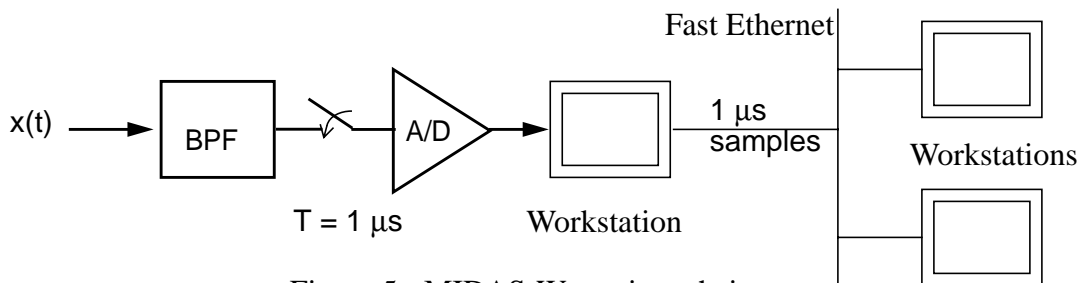 Fast Ethernet
x(t)
BPF
A/D
1 μs
samples
Workstations
T = 1 μs
Workstation